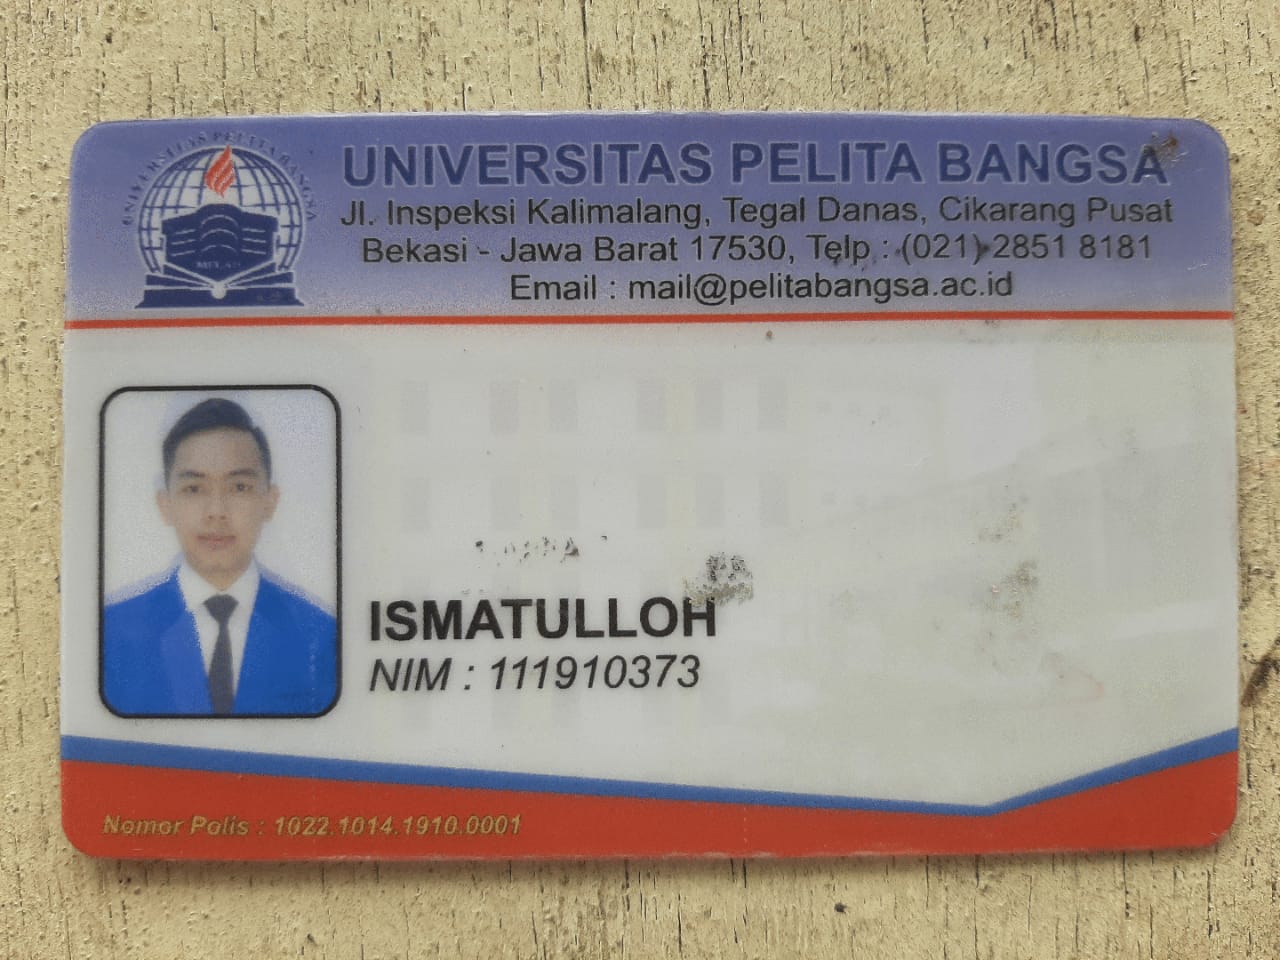 UNIVERSITAS PELITA BANGSA
UNIVERSITAS PELITA BANGSA
Jl. Inspeksi Kalimalang, Tegal Danas, Cikarang Pusat
Bekasi - Jawa Barat 17530, Telp : (021) 2851 8181
Email : mail@pelitabangsa.ac.id
ISMATULLOH
NIM : 111910373
Nomor Polis : 1022.1014.1910.0001